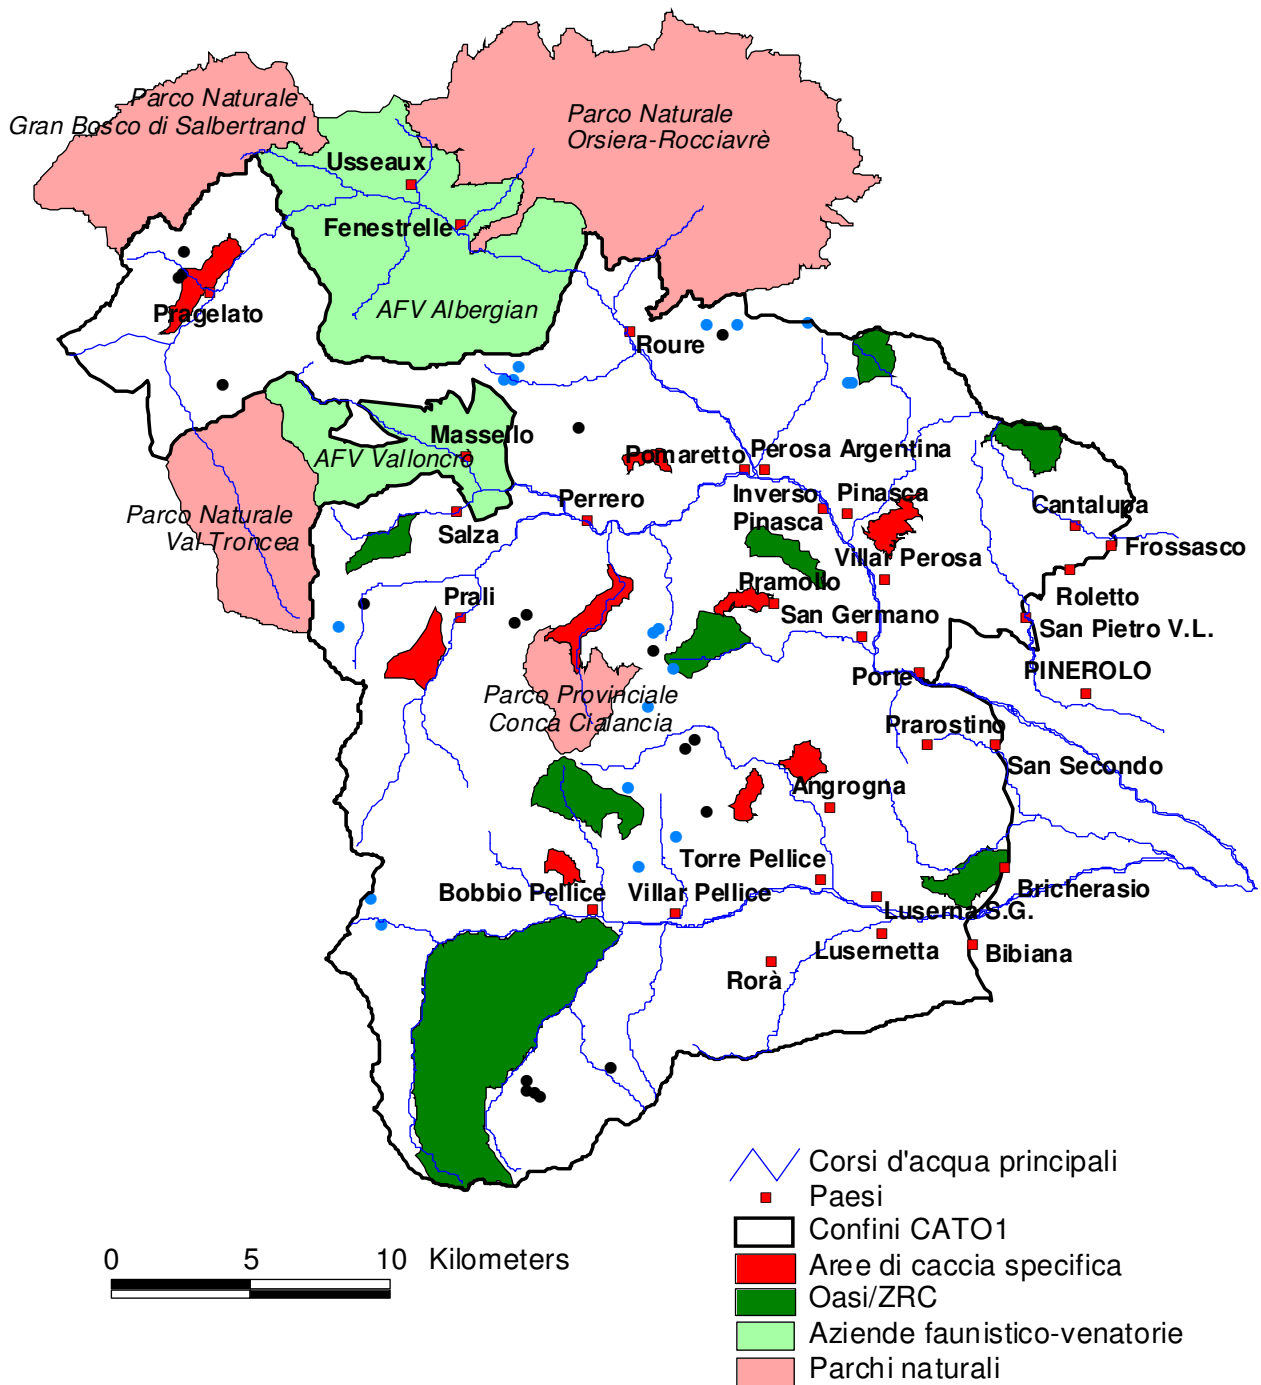 Parco Naturale
Gran Bosco di Salbertrand
Parco Naturale
Orsiera-Rocciavrè
Usseaux
Fenestrelle
AFV Albergian
Pragelato
Roure
Massello
AFV Valloncrò
Pomaretto
Perosa Argentina
Inverso
Pinasca
Pinasca
Perrero
Salza
Parco Naturale
Val Troncea
Cantalupa
Frossasco
Villar Perosa
Pramollo
Prali
San Germano
Roletto
San Pietro V.L.
Porte
PINEROLO
Parco Provinciale
Conca Cialancia
Prarostino
San Secondo
Angrogna
Torre Pellice
Bobbio Pellice
Villar Pellice
Bricherasio
Luserna S.G.
Lusernetta
Bibiana
Rorà
Corsi d'acqua principali
Paesi
Confini CATO1
Aree di caccia specifica
Oasi/ZRC
Aziende faunistico-venatorie
Parchi naturali
0 5 10 Kilometers